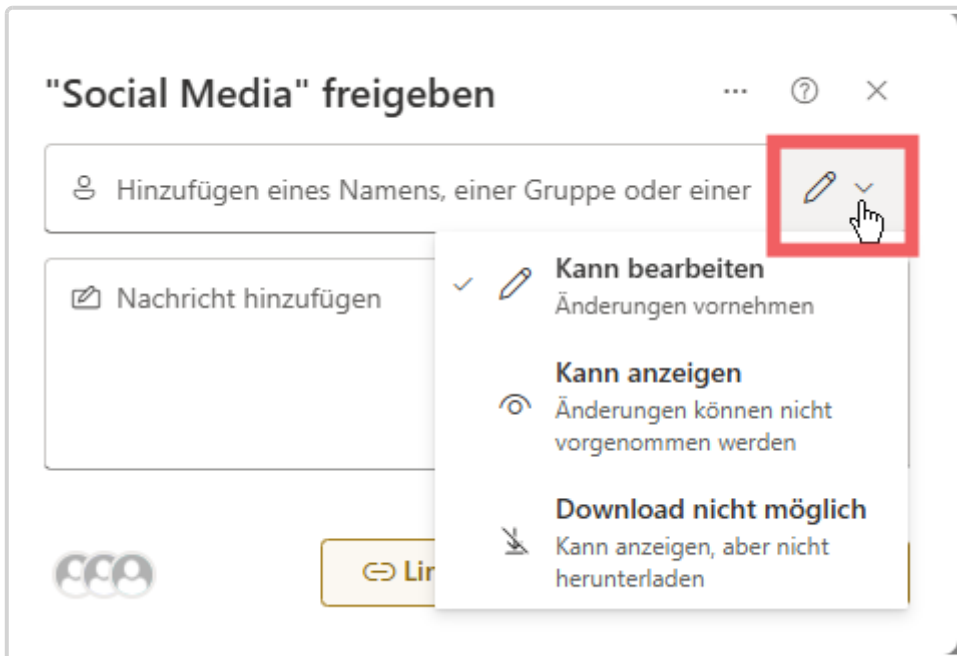 "Social Media" freigeben
Hinzufügen eines Namens, einer Gruppe oder einer
Nachricht hinzufügen
Kann bearbeiten
Änderungen vornehmen
Kann anzeigen
Änderungen können nicht
vorgenommen werden
Download nicht möglich
Kann anzeigen, aber nicht
herunterladen